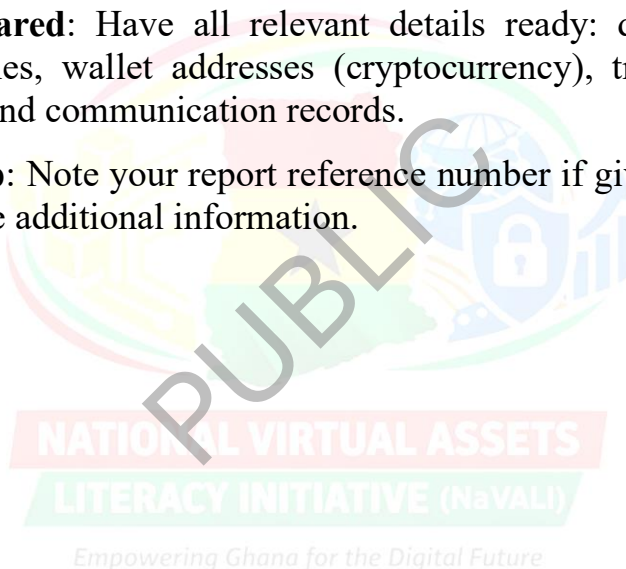 ared: Have all relevant details ready: d
es, wallet addresses (cryptocurrency), tr
nd communication records.
: Note your report reference number if giv
e additional information.
PUBLIC
NATIONAL VIRTUAL ASSETS
LITERACY INITIATIVE (NaVALI)
Empowering Ghana for the Digital Future